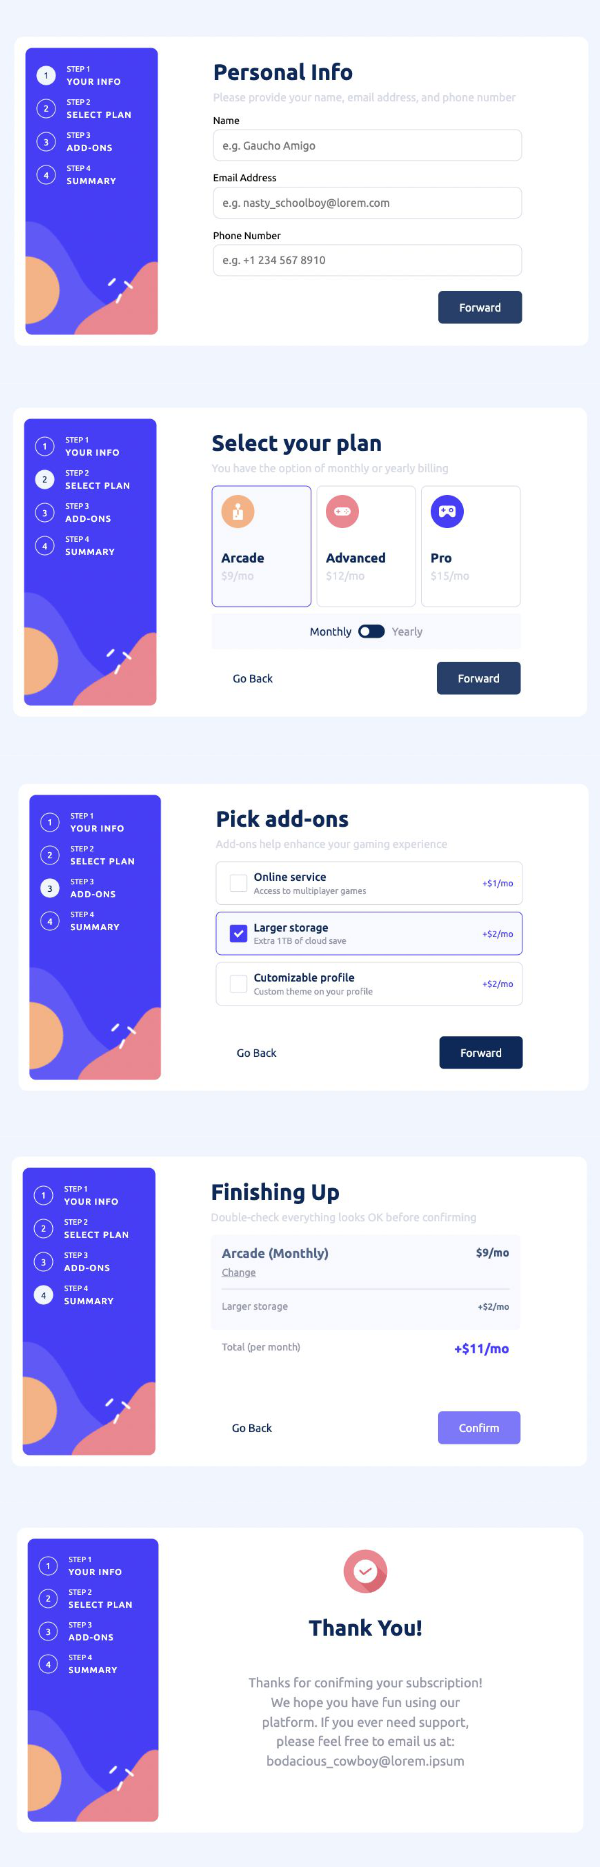 1
STEP 1
YOUR INFO
2
STEP 2
SELECT PLAN
3
STEP 3
ADD-ONS
4
STEP 4
SUMMARY
Personal Info
Please provide your name, email address, and phone number
Name
e.g. Gaucho Amigo
Email Address
e.g. nasty_schoolboy@lorem.com
Phone Number
e.g. +1 234 567 8910
Forward
1
STEP 1
YOUR INFO
2
STEP 2
SELECT PLAN
3
STEP 3
ADD-ONS
4
STEP 4
SUMMARY
Select your plan
You have the option of monthly or yearly billing
Arcade
$9/mo
Advanced
$12/mo
Pro
$15/mo
Monthly Yearly
Go Back
Forward
1
STEP 1
YOUR INFO
2
STEP 2
SELECT PLAN
3
STEP 3
ADD-ONS
4
STEP 4
SUMMARY
Pick add-ons
Add-ons help enhance your gaming experience
Online service
Access to multiplayer games
+$1/mo
Larger storage
Extra 1TB of cloud save
+$2/mo
Cutomizable profile
Custom theme on your profile
+$2/mo
Go Back
Forward
1
STEP 1
YOUR INFO
2
STEP 2
SELECT PLAN
3
STEP 3
ADD-ONS
4
STEP 4
SUMMARY
Finishing Up
Double-check everything looks OK before confirming
Arcade (Monthly)
$9/mo
Change
Larger storage
+$2/mo
Total (per month)
+$11/mo
Go Back
Confirm
1
STEP 1
YOUR INFO
2
STEP 2
SELECT PLAN
3
STEP 3
ADD-ONS
4
STEP 4
SUMMARY
Thank You!
Thanks for conifming your subscription!
We hope you have fun using our
platform. If you ever need support,
please feel free to email us at:
bodacious_cowboy@lorem.ipsum